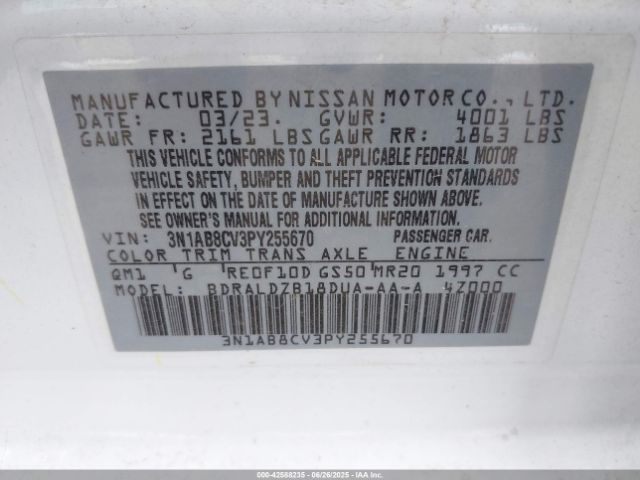 MANUFACTURED BY NISSAN MOTOR CO., LTD.
DATE: 03/23. GVWR: 4001 LBS
GAWR FR: 2161 LBS GAWR RR: 1863 LBS
THIS VEHICLE CONFORMS TO ALL APPLICABLE FEDERAL MOTOR
VEHICLE SAFETY, BUMPER AND THEFT PREVENTION STANDARDS
IN EFFECT ON THE DATE OF MANUFACTURE SHOWN ABOVE.
SEE OWNER'S MANUAL FOR ADDITIONAL INFORMATION.
VIN: 3N1AB8CV3PY255670 PASSENGER CAR.
COLOR TRIM TRANS AXLE ENGINE
QM1 'G RE0F10D GS50 MR20 1997 CC
MODEL: BDRALDZB18DUA-AA-A 4Z000
3N1AB8CV3PY255670
000-42588235 - 06/26/2025 - IAA Inc.